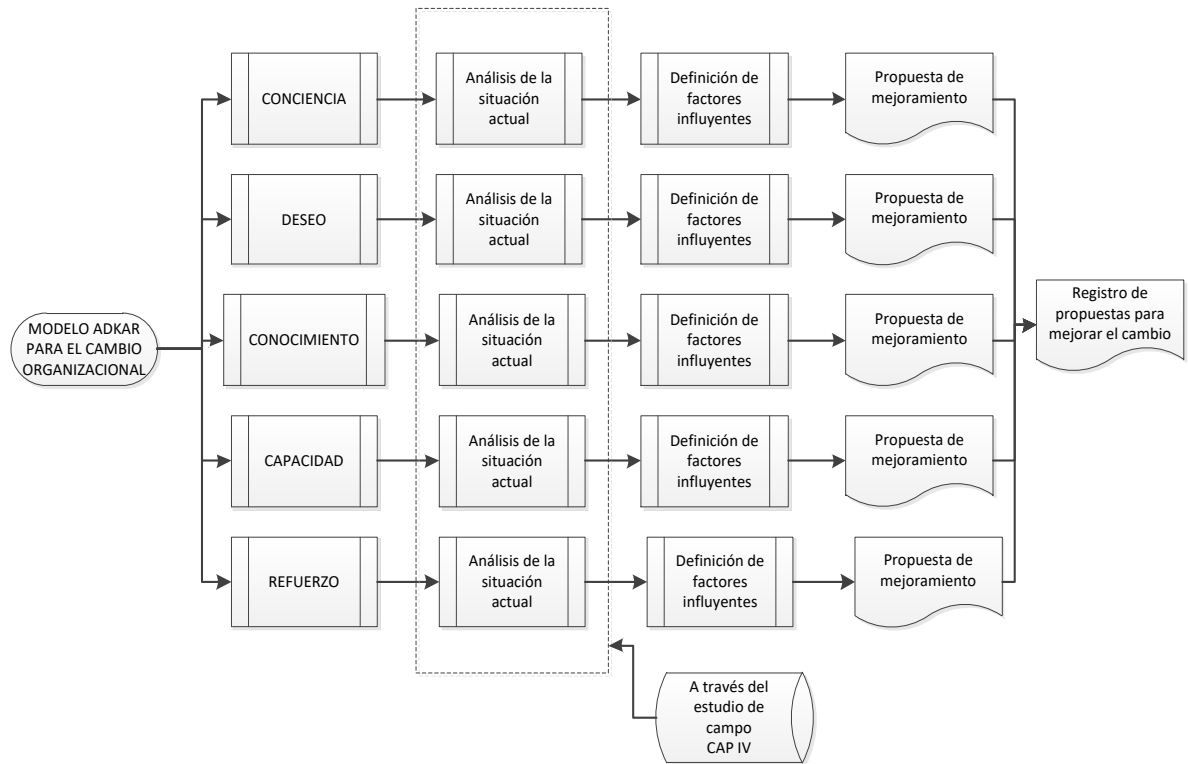 CONCIENCIA
Análisis de la
situación
actual
Definición de
factores
influyentes
Propuesta de
mejoramiento
DESEO
Análisis de la
situación
actual
Definición de
factores
influyentes
Propuesta de
mejoramiento
MODELO ADKAR
PARA EL CAMBIO
ORGANIZACIONAL
CONOCIMIENTO
Análisis de la
situación
actual
Definición de
factores
influyentes
Propuesta de
mejoramiento
Registro de
propuestas para
mejorar el cambio
CAPACIDAD
Análisis de la
situación
actual
Definición de
factores
influyentes
Propuesta de
mejoramiento
REFUERZO
Análisis de la
situación
actual
Definición de
factores
influyentes
Propuesta de
mejoramiento
A través del
estudio de
campo
CAP IV